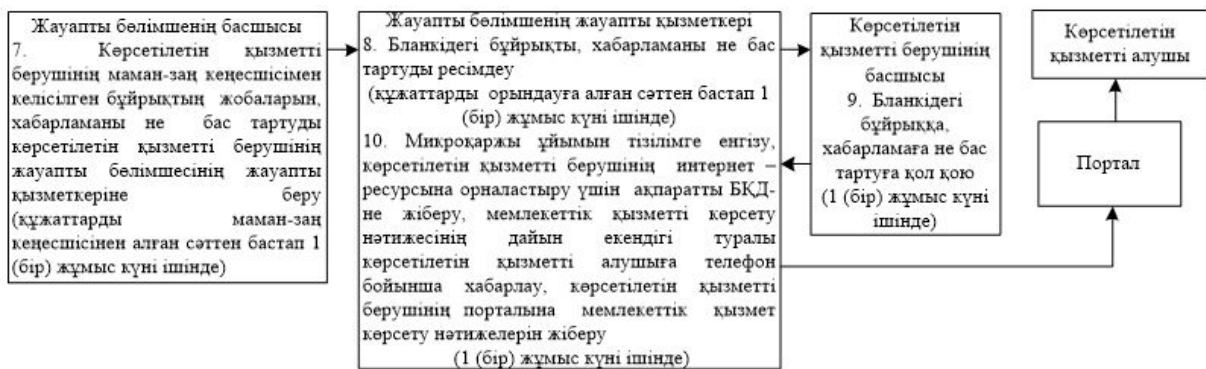 Жауапты бөлімшенің басшысы
7. Көрсетілетін қызметті
берушінің маман-заң кеңесшісімен
келісілген бұйрықтың жобаларын,
хабарламаны не бас тартуды
көрсетілетін қызметті берушінің
жауапты бөлімшесінің жауапты
қызметкеріне беру
(құжаттарды маман-заң
кеңесшісінен алған сәттен бастап 1
(бір) жұмыс күні ішінде)
Жауапты бөлімшенің жауапты қызметкері
8. Бланкідегі бұйрықты, хабарламаны не бас
тартуды ресімдеу
(құжаттарды орындауға алған сәттен бастап 1
(бір) жұмыс күні ішінде)
10. Микроқаржы ұйымын тізілімге енгізу,
көрсетілетін қызметті берушінің интернет –
ресурсына орналастыру үшін ақпаратты БҚД-
не жіберу, мемлекеттік қызметті көрсету
нәтижесінің дайын екендігі туралы
көрсетілетін қызметті алушыға телефон
бойынша хабарлау, көрсетілетін қызметті
берушінің порталына мемлекеттік қызмет
көрсету нәтижелерін жіберу
(1 (бір) жұмыс күні ішінде)
Көрсетілетін
қызметті берушінің
басшысы
9. Бланкідегі
бұйрыққа,
хабарламаға не бас
тартуға қол қою
(1 (бір) жұмыс күні
ішінде)
Көрсетілетін
қызметті алушы
Портал